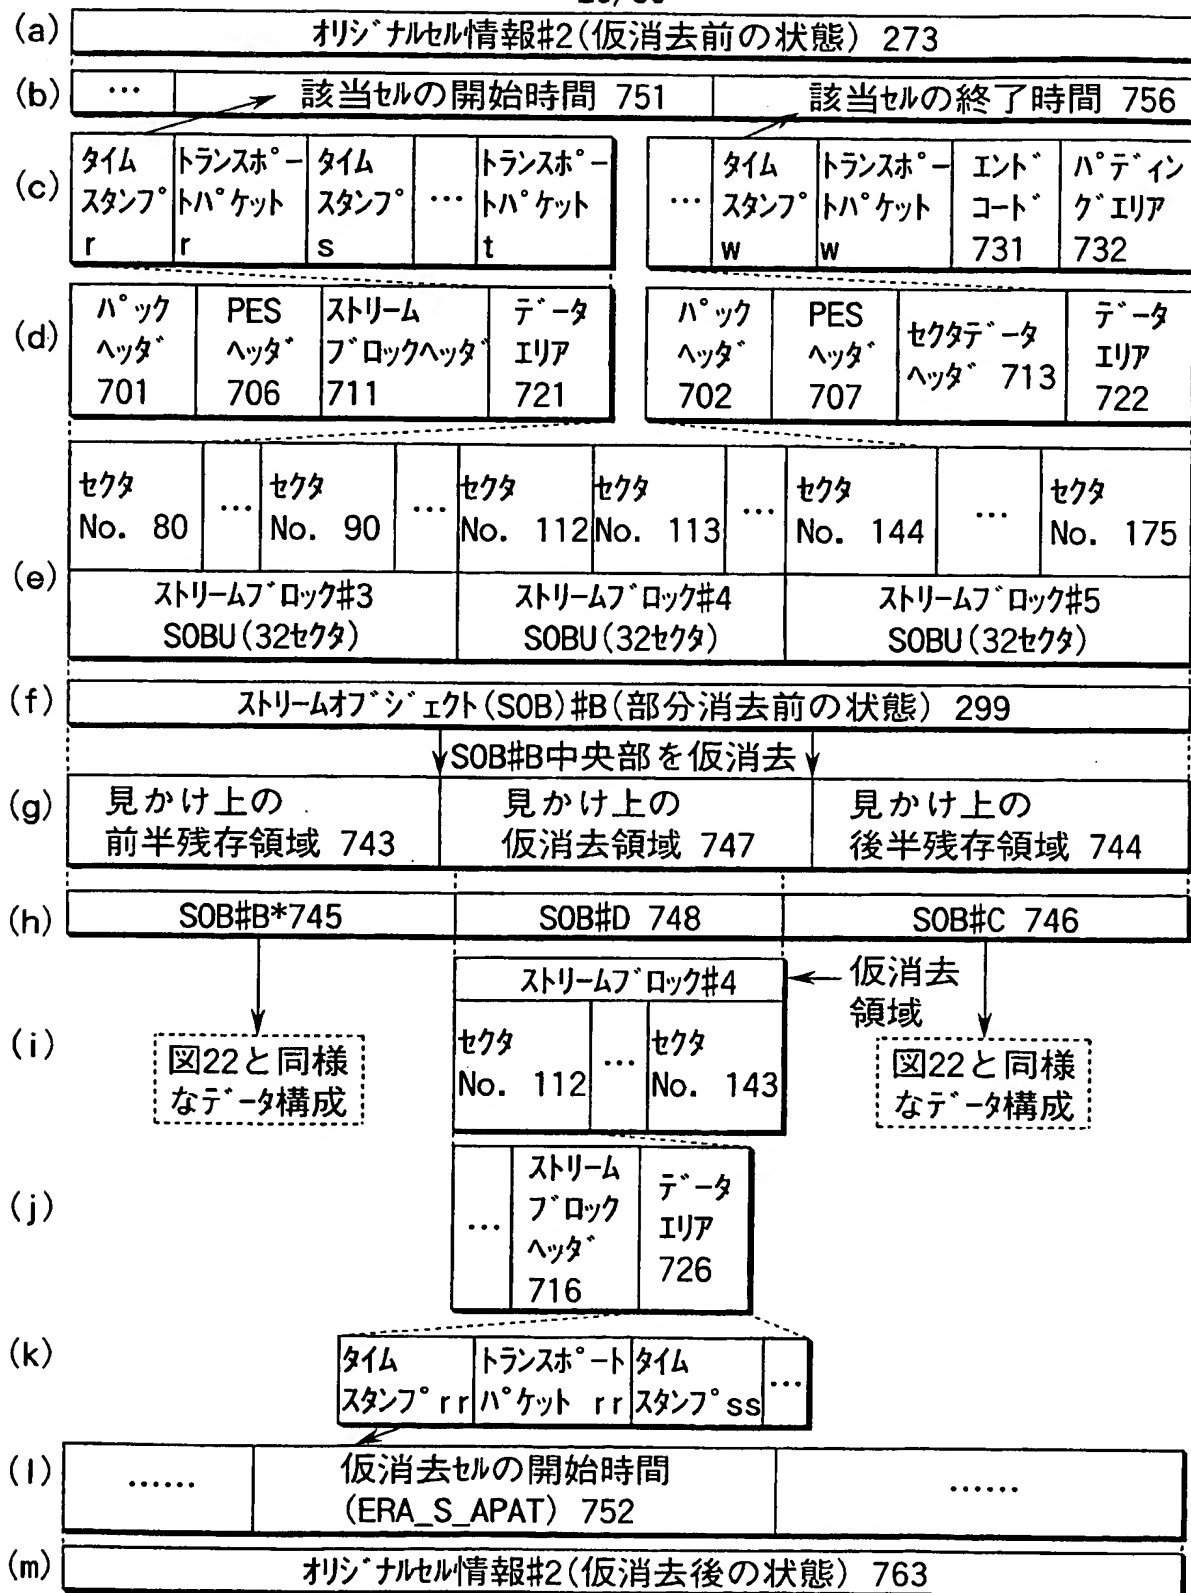 (a) オリジナルセル情報#2(仮消去前の状態) 273
(b) … 該当セルの開始時間 751 該当セルの終了時間 756
(c)
タイム
スタンプ
r
トランスポー
トパケット
r
タイム
スタンプ
s
…
トランスポー
トパケット
t
…
タイム
スタンプ
w
トランスポー
トパケット
w
エンド
コード
731
パディン
グエリア
732
(d)
パック
ヘッダ
701
PES
ヘッダ
706
ストリーム
ブロックヘッダ
711
データ
エリア
721
パック
ヘッダ
702
PES
ヘッダ
707
セクタデータ
ヘッダ 713
データ
エリア
722
(e)
セクタ
No. 80
…
セクタ
No. 90
…
セクタ
No. 112
セクタ
No. 113
…
セクタ
No. 144
…
セクタ
No. 175
ストリームブロック#3
SOBU(32セクタ)
ストリームブロック#4
SOBU(32セクタ)
ストリームブロック#5
SOBU(32セクタ)
(f) ストリームオブジェクト(SOB)#B(部分消去前の状態) 299
SOB#B中央部を仮消去
(g)
見かけ上の
前半残存領域 743
見かけ上の
仮消去領域 747
見かけ上の
後半残存領域 744
(h) SOB#B*745 SOB#D 748 SOB#C 746
(i)
図22と同様
なデータ構成
ストリームブロック#4
セクタ
No. 112
…
セクタ
No. 143
仮消去
領域
図22と同様
なデータ構成
(j)
…
ストリーム
ブロック
ヘッダ
716
データ
エリア
726
(k)
タイム
スタンプrr
トランスポート
パケット rr
タイム
スタンプss
…
(l)
……
仮消去セルの開始時間
(ERA_S_APAT) 752
……
(m) オリジナルセル情報#2(仮消去後の状態) 763